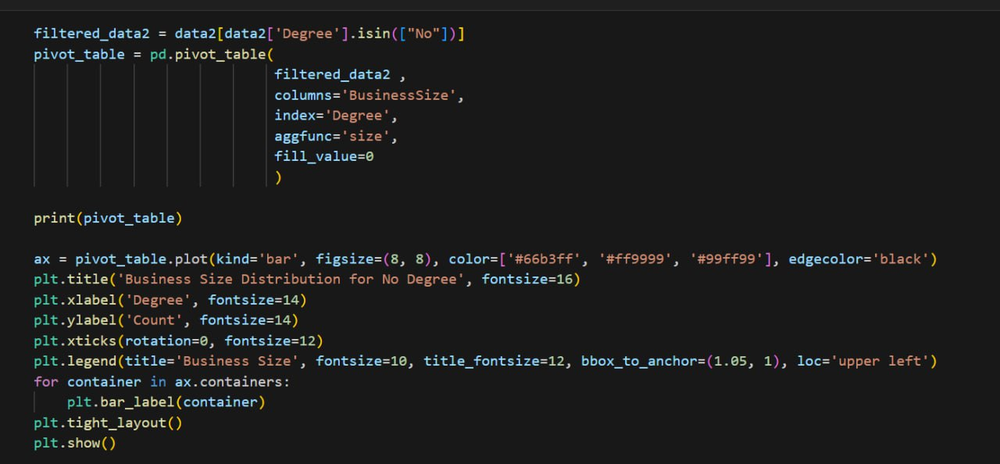 filtered_data2 = data2[data2['Degree'].isin(["No"])]
pivot_table = pd.pivot_table(
filtered_data2 ,
columns='BusinessSize',
index='Degree',
aggfunc='size',
fill_value=0
)
print(pivot_table)
ax = pivot_table.plot(kind='bar', figsize=(8, 8), color=['#66b3ff', '#ff9999', '#99ff99'], edgecolor='black')
plt.title('Business Size Distribution for No Degree', fontsize=16)
plt.xlabel('Degree', fontsize=14)
plt.ylabel('Count', fontsize=14)
plt.xticks(rotation=0, fontsize=12)
plt.legend(title='Business Size', fontsize=10, title_fontsize=12, bbox_to_anchor=(1.05, 1), loc='upper left')
for container in ax.containers:
    plt.bar_label(container)
plt.tight_layout()
plt.show()